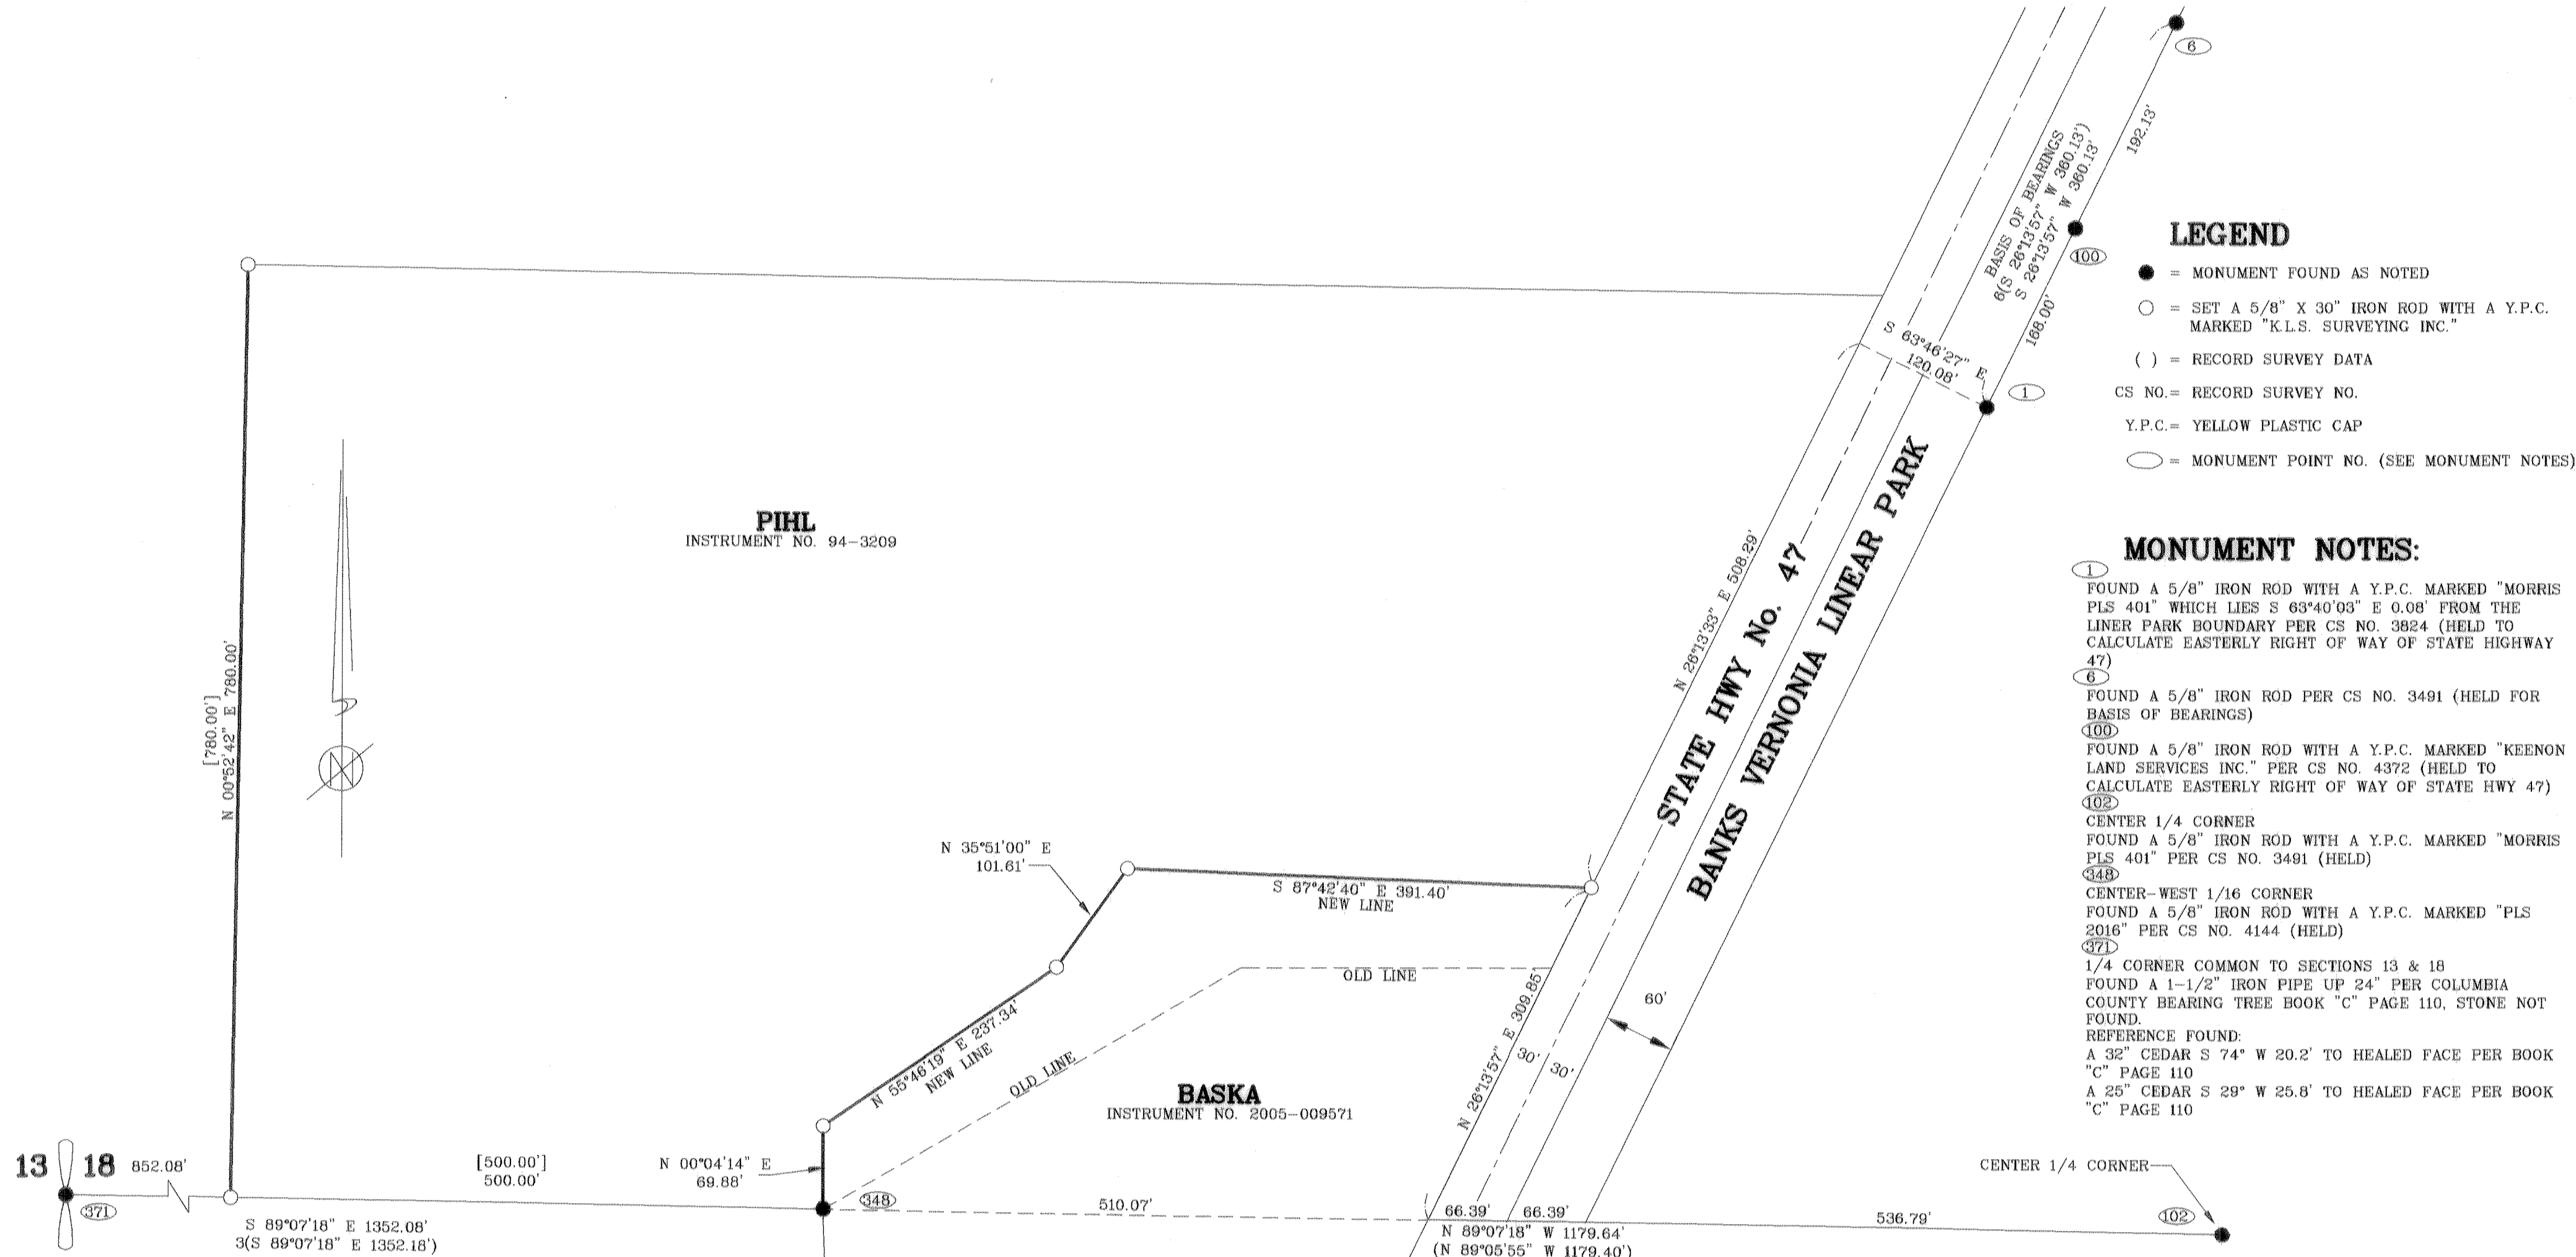 6
192.13'
BASIS OF BEARINGS
6(S 26°13'57" W 360.13')
S 26°13'57" W 360.13'
100
168.00'
S 63°46'27" E
120.08'
1
LEGEND
= MONUMENT FOUND AS NOTED
= SET A 5/8" X 30" IRON ROD WITH A Y.P.C.
MARKED "K.L.S. SURVEYING INC."
( ) = RECORD SURVEY DATA
CS NO.= RECORD SURVEY NO.
Y.P.C.= YELLOW PLASTIC CAP
= MONUMENT POINT NO. (SEE MONUMENT NOTES)
PIHL
INSTRUMENT NO. 94-3209
[780.00']
N 00°52'42" E 780.00'
N
N 26°13'33" E 508.29'
STATE HWY No. 47
BANKS VERNONIA LINEAR PARK
N 35°51'00" E
101.61'
S 87°42'40" E 391.40'
NEW LINE
OLD LINE
N 55°46'19" E 237.34'
NEW LINE
OLD LINE
N 26°13'57" E 309.85'
60'
30'
30'
BASKA
INSTRUMENT NO. 2005-009571
13 18 852.08'
371
[500.00']
500.00'
N 00°04'14" E
69.88'
348
510.07'
66.39' 66.39'
536.79'
CENTER 1/4 CORNER
102
S 89°07'18" E 1352.08'
3(S 89°07'18" E 1352.18')
N 89°07'18" W 1179.64'
(N 89°05'55" W 1179.40')
MONUMENT NOTES:
1
FOUND A 5/8" IRON ROD WITH A Y.P.C. MARKED "MORRIS
PLS 401" WHICH LIES S 63°40'03" E 0.08' FROM THE
LINER PARK BOUNDARY PER CS NO. 3824 (HELD TO
CALCULATE EASTERLY RIGHT OF WAY OF STATE HIGHWAY
47)
6
FOUND A 5/8" IRON ROD PER CS NO. 3491 (HELD FOR
BASIS OF BEARINGS)
100
FOUND A 5/8" IRON ROD WITH A Y.P.C. MARKED "KEENON
LAND SERVICES INC." PER CS NO. 4372 (HELD TO
CALCULATE EASTERLY RIGHT OF WAY OF STATE HWY 47)
102
CENTER 1/4 CORNER
FOUND A 5/8" IRON ROD WITH A Y.P.C. MARKED "MORRIS
PLS 401" PER CS NO. 3491 (HELD)
348
CENTER-WEST 1/16 CORNER
FOUND A 5/8" IRON ROD WITH A Y.P.C. MARKED "PLS
2016" PER CS NO. 4144 (HELD)
371
1/4 CORNER COMMON TO SECTIONS 13 & 18
FOUND A 1-1/2" IRON PIPE UP 24" PER COLUMBIA
COUNTY BEARING TREE BOOK "C" PAGE 110, STONE NOT
FOUND.
REFERENCE FOUND:
A 32" CEDAR S 74° W 20.2' TO HEALED FACE PER BOOK
"C" PAGE 110
A 25" CEDAR S 29° W 25.8' TO HEALED FACE PER BOOK
"C" PAGE 110